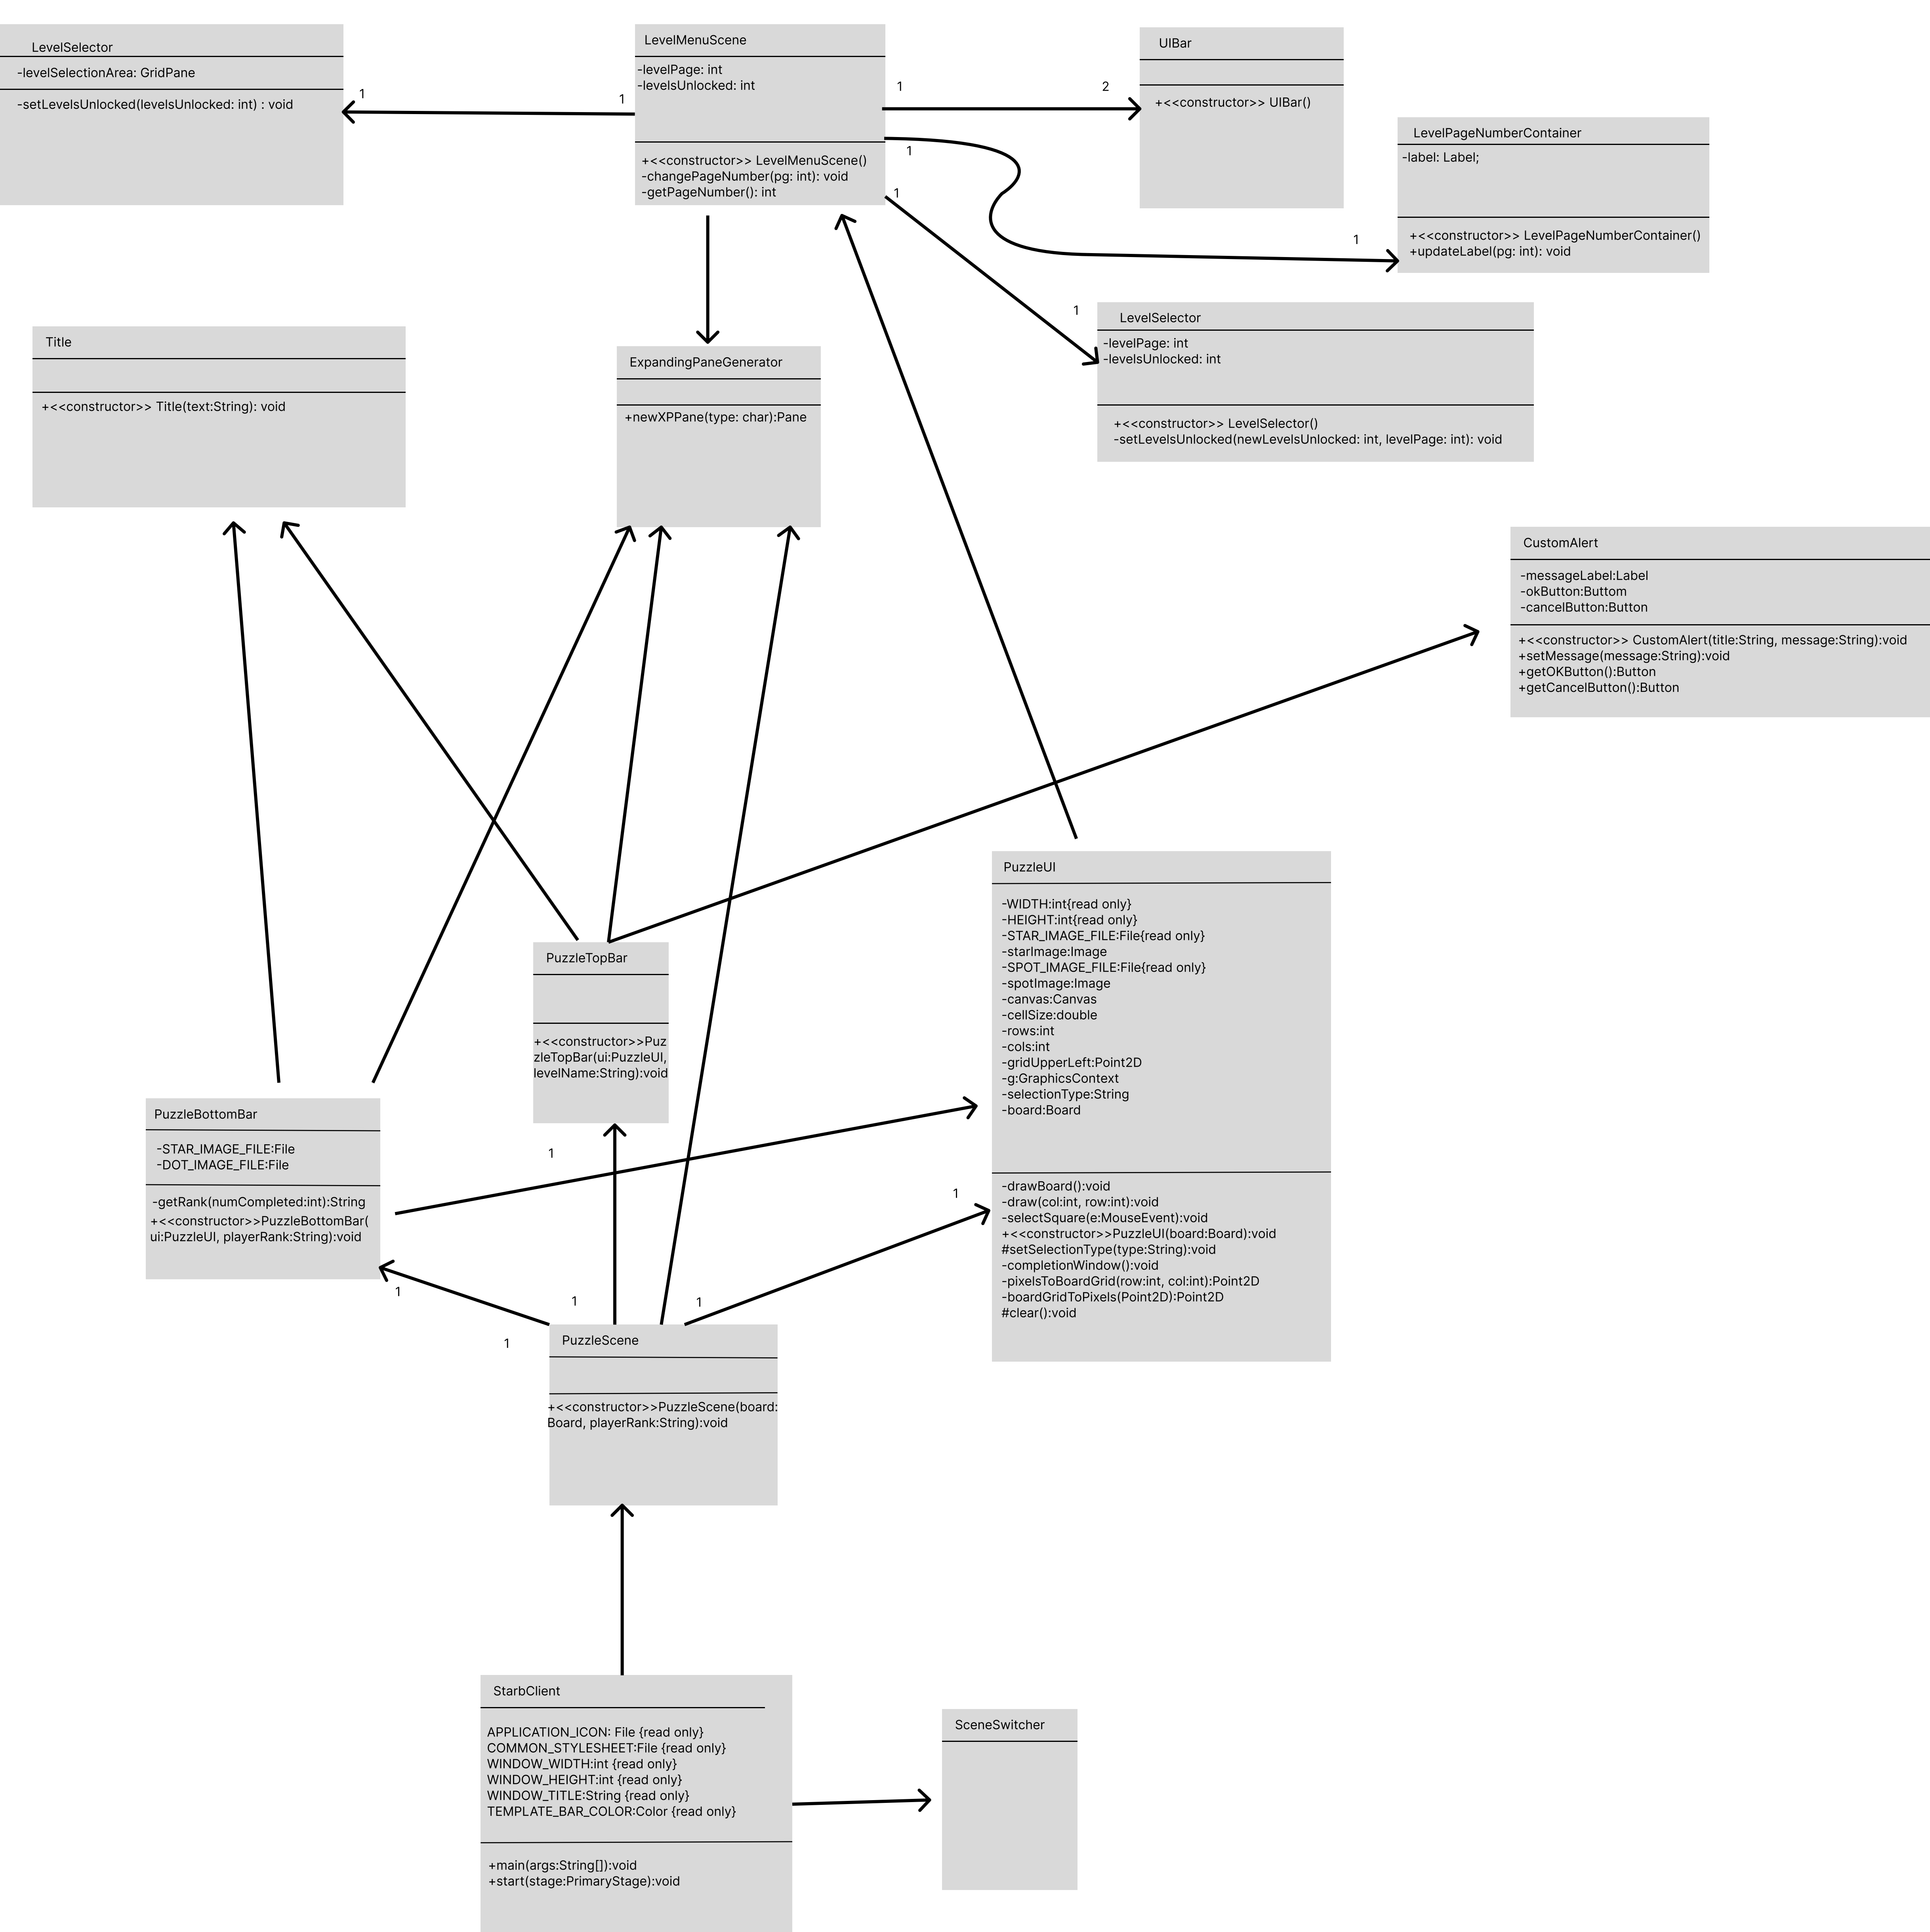 LevelSelector
-levelSelectionArea: GridPane
-setLevelsUnlocked(levelsUnlocked: int) : void
1
1
LevelMenuScene
-levelPage: int
-levelsUnlocked: int
+<<constructor>> LevelMenuScene()
-changePageNumber(pg: int): void
-getPageNumber(): int
1
2
1
1
UIBar
+<<constructor>> UIBar()
LevelPageNumberContainer
-label: Label;
+<<constructor>> LevelPageNumberContainer()
+updateLabel(pg: int): void
1
1
LevelSelector
-levelPage: int
-levelsUnlocked: int
+<<constructor>> LevelSelector()
-setLevelsUnlocked(newLevelsUnlocked: int, levelPage: int): void
Title
+<<constructor>> Title(text:String): void
ExpandingPaneGenerator
+newXPPane(type: char):Pane
CustomAlert
-messageLabel:Label
-okButton:Buttom
-cancelButton:Button
+<<constructor>> CustomAlert(title:String, message:String):void
+setMessage(message:String):void
+getOKButton():Button
+getCancelButton():Button
PuzzleUI
-WIDTH:int{read only}
-HEIGHT:int{read only}
-STAR_IMAGE_FILE:File{read only}
-starImage:Image
-SPOT_IMAGE_FILE:File{read only}
-spotImage:Image
-canvas:Canvas
-cellSize:double
-rows:int
-cols:int
-gridUpperLeft:Point2D
-g:GraphicsContext
-selectionType:String
-board:Board
-drawBoard():void
-draw(col:int, row:int):void
-selectSquare(e:MouseEvent):void
+<<constructor>>PuzzleUI(board:Board):void
#setSelectionType(type:String):void
-completionWindow():void
-pixelsToBoardGrid(row:int, col:int):Point2D
-boardGridToPixels(Point2D):Point2D
#clear():void
PuzzleTopBar
+<<constructor>>Puz
zleTopBar(ui:PuzzleUI,
levelName:String):void
PuzzleBottomBar
-STAR_IMAGE_FILE:File
-DOT_IMAGE_FILE:File
-getRank(numCompleted:int):String
+<<constructor>>PuzzleBottomBar(
ui:PuzzleUI, playerRank:String):void
1
1
1
1
1
1
PuzzleScene
+<<constructor>>PuzzleScene(board:
Board, playerRank:String):void
StarbClient
APPLICATION_ICON: File {read only}
COMMON_STYLESHEET:File {read only}
WINDOW_WIDTH:int {read only}
WINDOW_HEIGHT:int {read only}
WINDOW_TITLE:String {read only}
TEMPLATE_BAR_COLOR:Color {read only}
+main(args:String[]):void
+start(stage:PrimaryStage):void
SceneSwitcher